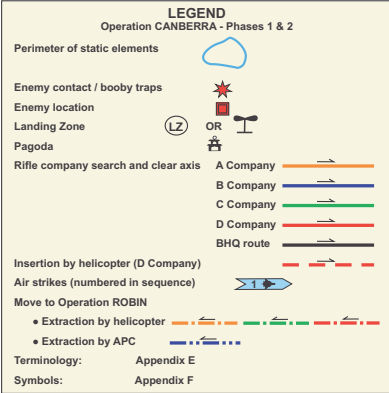 LEGEND
Operation CANBERRA - Phases 1 & 2
Perimeter of static elements
Enemy contact / booby traps
Enemy location
Landing Zone LZ OR
Pagoda
Rifle company search and clear axis A Company
B Company
C Company
D Company
BHQ route
Insertion by helicopter (D Company)
Air strikes (numbered in sequence) 1
Move to Operation ROBIN
● Extraction by helicopter
● Extraction by APC
Terminology: Appendix E
Symbols: Appendix F